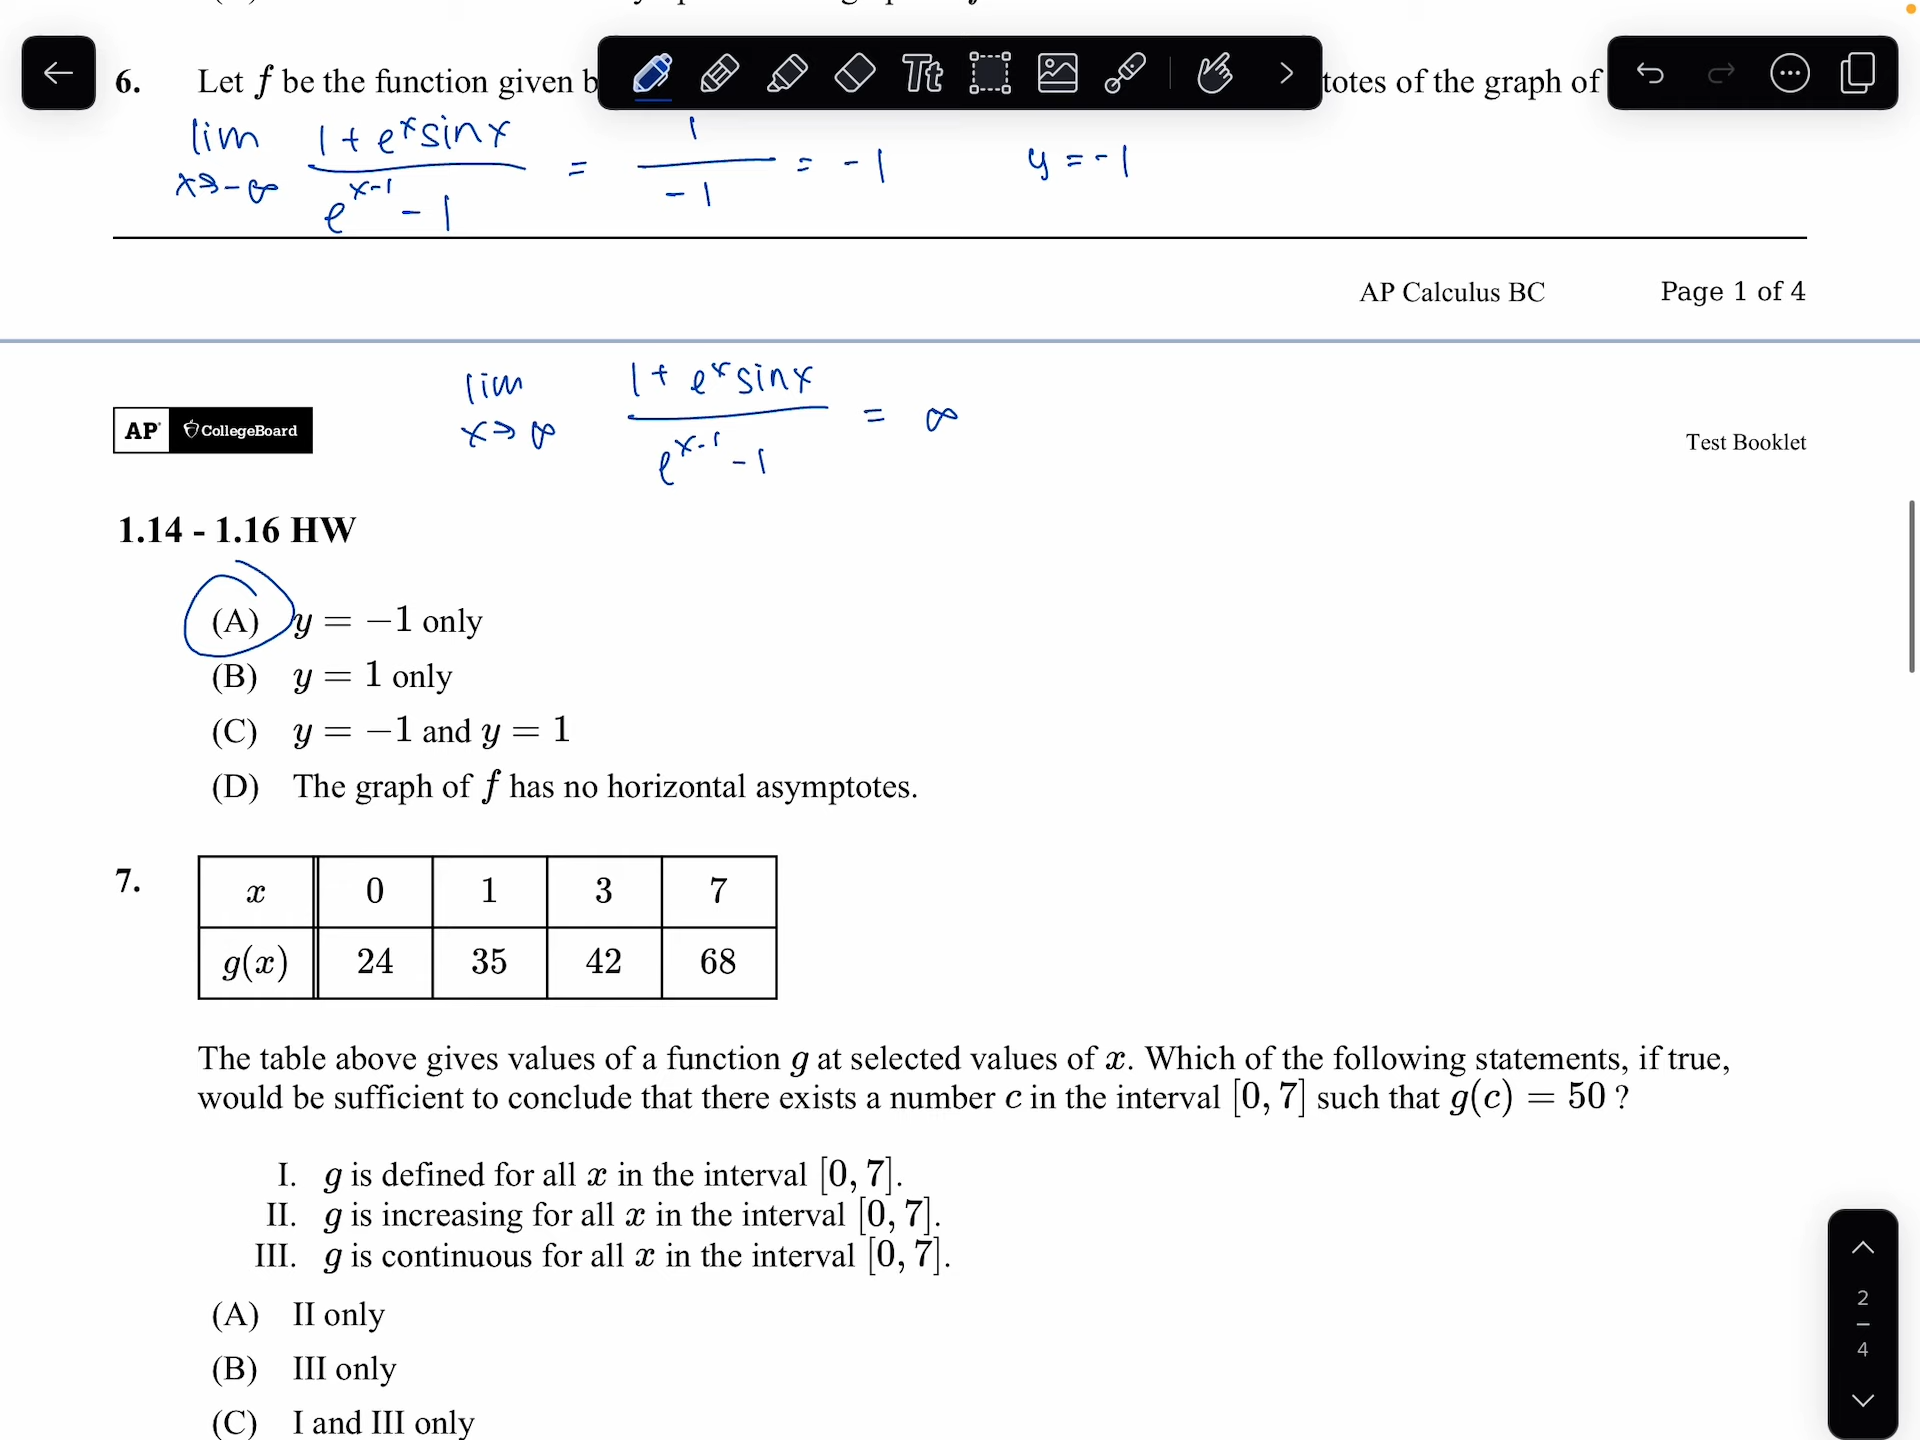 6. Let f be the function given b totes of the graph of
lim x→-∞ (1 + e^x sin x)/(e^(x-1) - 1) = 1/(-1) = -1 y = -1
AP Calculus BC Page 1 of 4
lim x→∞ (1 + e^x sin x)/(e^(x-1) - 1) = ∞
AP CollegeBoard
Test Booklet
1.14 - 1.16 HW
(A) y = −1 only
(B) y = 1 only
(C) y = −1 and y = 1
(D) The graph of f has no horizontal asymptotes.
7.
x 0 1 3 7
g(x) 24 35 42 68
The table above gives values of a function g at selected values of x. Which of the following statements, if true,
would be sufficient to conclude that there exists a number c in the interval [0, 7] such that g(c) = 50 ?
I. g is defined for all x in the interval [0, 7].
II. g is increasing for all x in the interval [0, 7].
III. g is continuous for all x in the interval [0, 7].
(A) II only
(B) III only
(C) I and III only
Tt
2
4